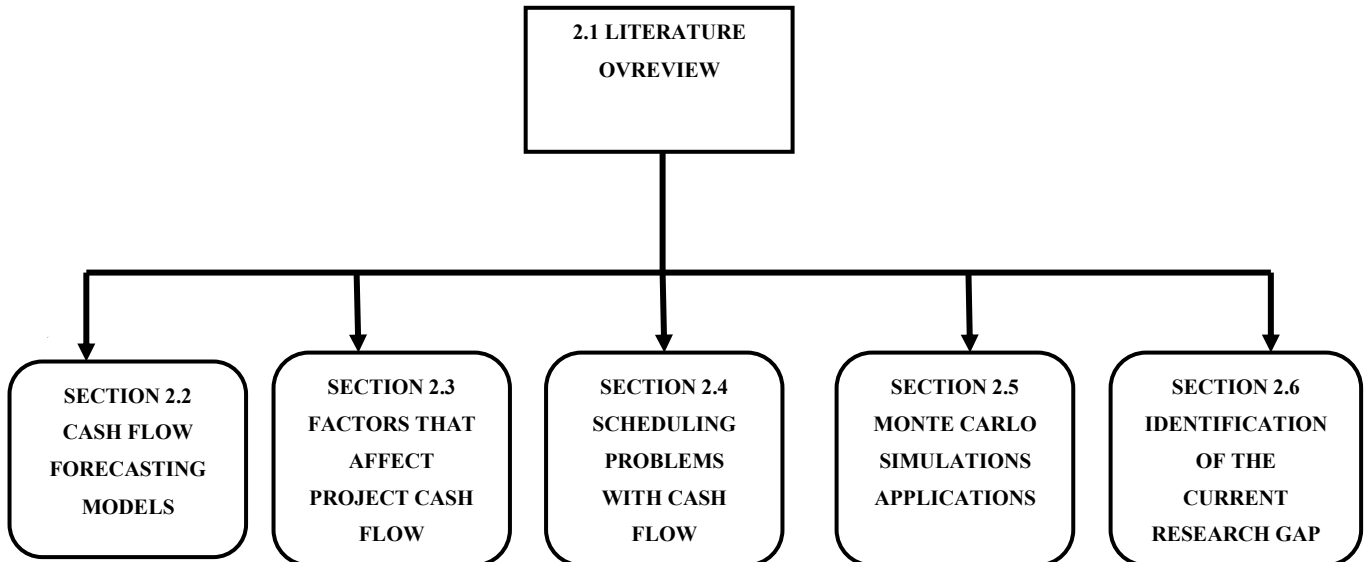 2.1 LITERATURE
OVREVIEW
SECTION 2.2
CASH FLOW
FORECASTING
MODELS
SECTION 2.3
FACTORS THAT
AFFECT
PROJECT CASH
FLOW
SECTION 2.4
SCHEDULING
PROBLEMS
WITH CASH
FLOW
SECTION 2.5
MONTE CARLO
SIMULATIONS
APPLICATIONS
SECTION 2.6
IDENTIFICATION
OF THE
CURRENT
RESEARCH GAP